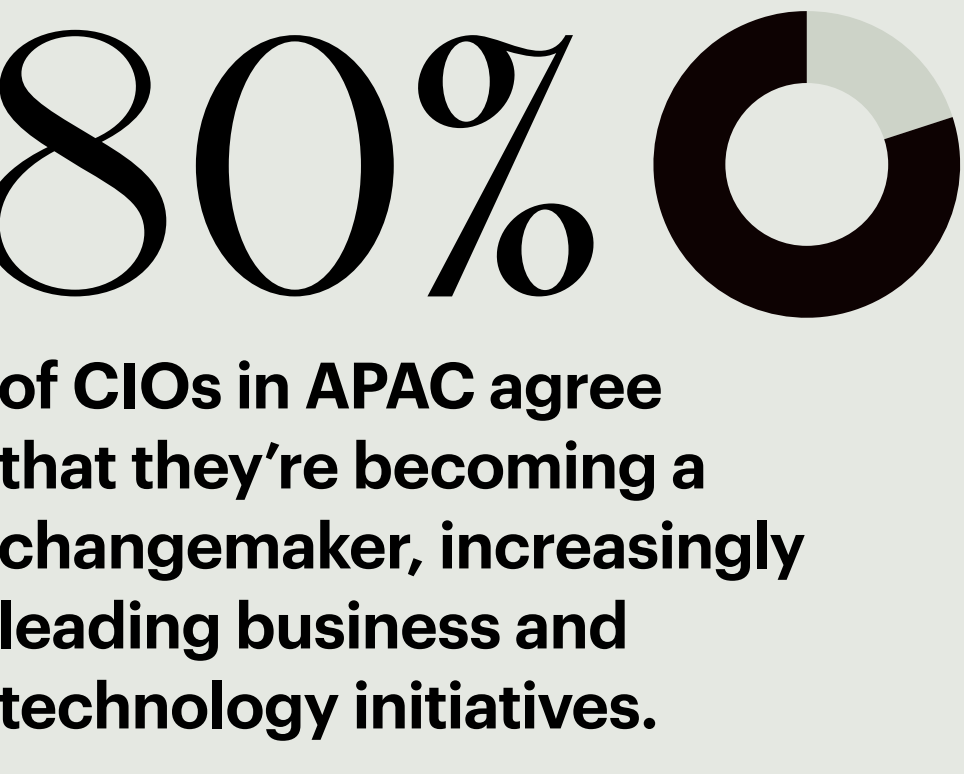 80%
of CIOs in APAC agree
that they’re becoming a
changemaker, increasingly
leading business and
technology initiatives.